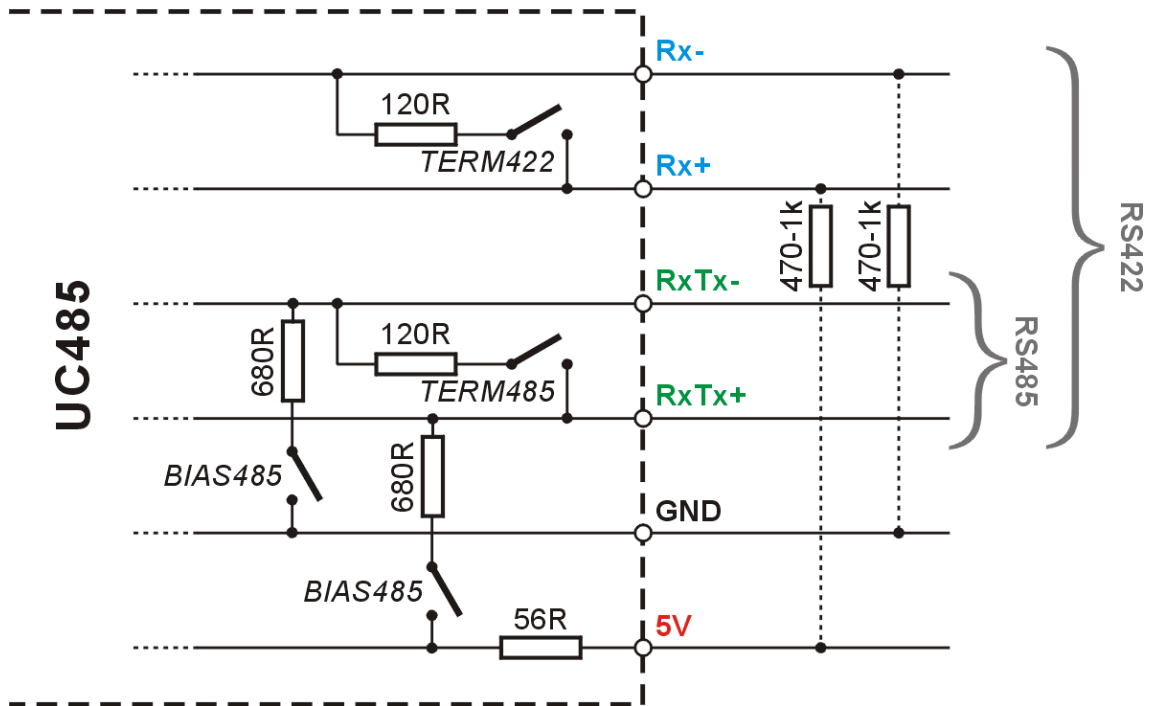 Rx-
120R
TERM422
Rx+
470-1k
470-1k
RS422
RxTx-
UC485
680R
120R
TERM485
RS485
RxTx+
BIAS485
680R
GND
BIAS485
56R
5V